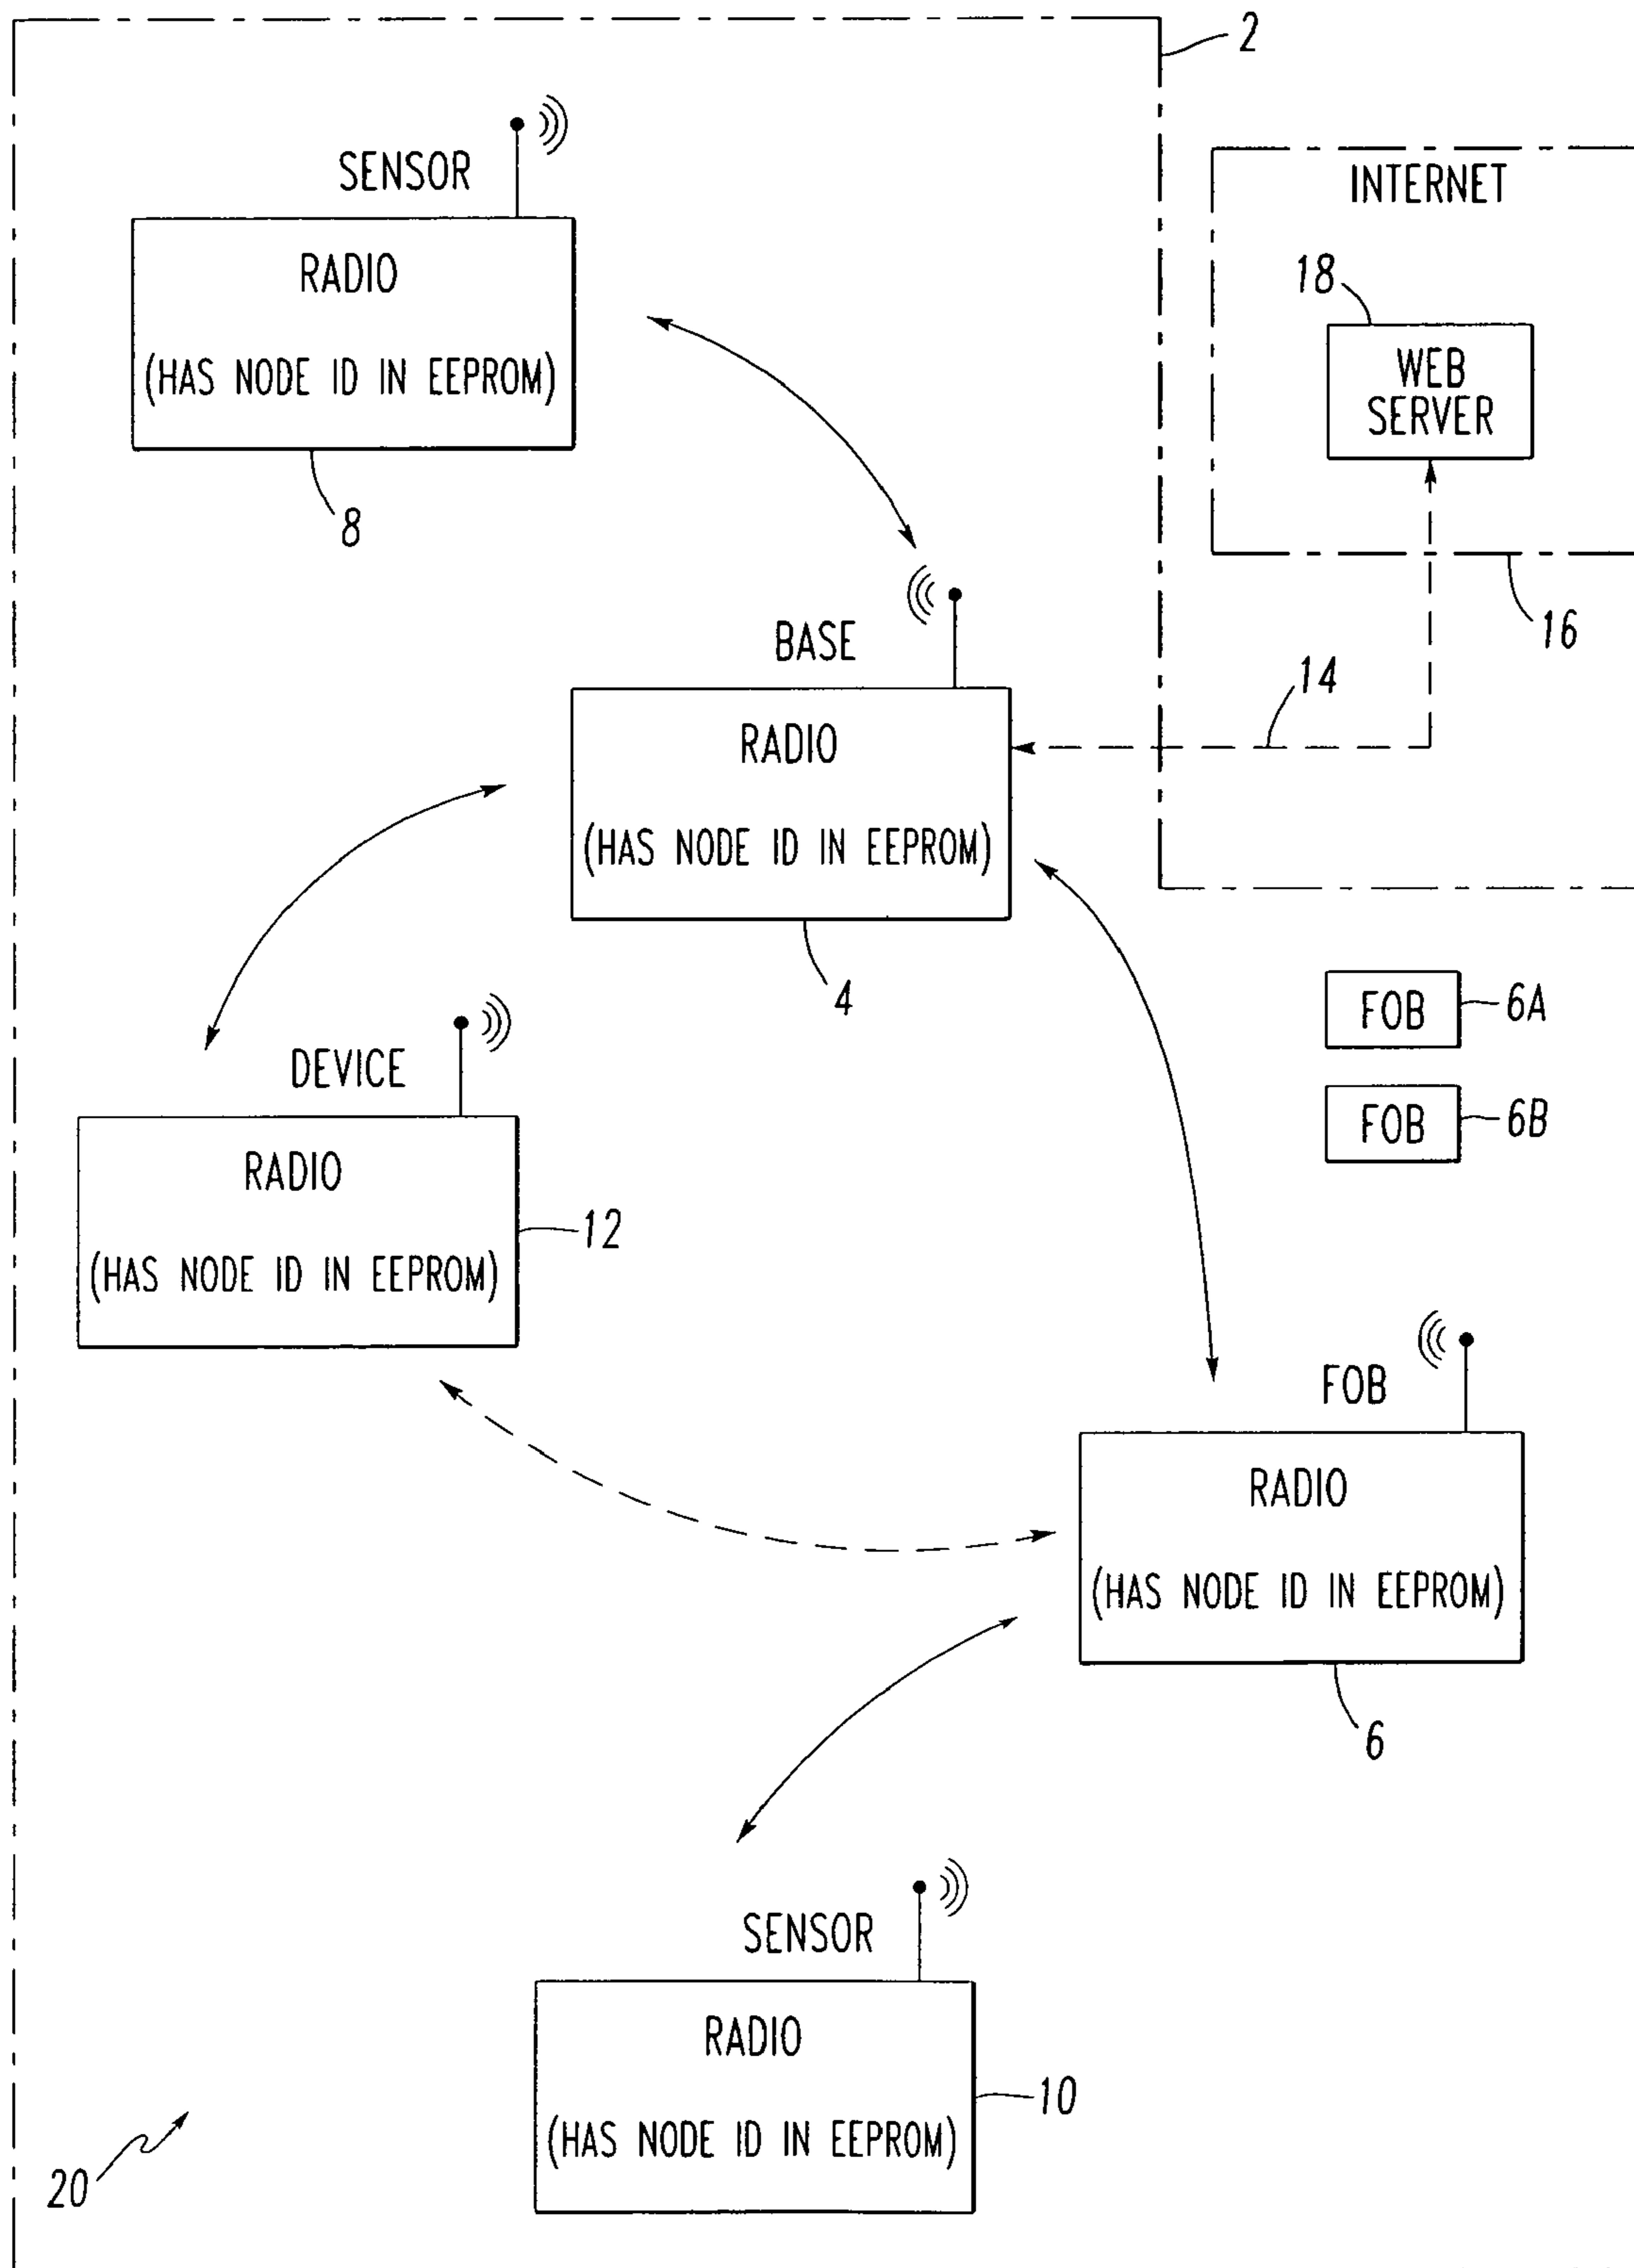 2
SENSOR
RADIO
(HAS NODE ID IN EEPROM)
8
INTERNET
18
WEB
SERVER
16
14
BASE
RADIO
(HAS NODE ID IN EEPROM)
4
FOB
6A
FOB
6B
DEVICE
RADIO
(HAS NODE ID IN EEPROM)
12
FOB
RADIO
(HAS NODE ID IN EEPROM)
6
SENSOR
RADIO
(HAS NODE ID IN EEPROM)
10
20